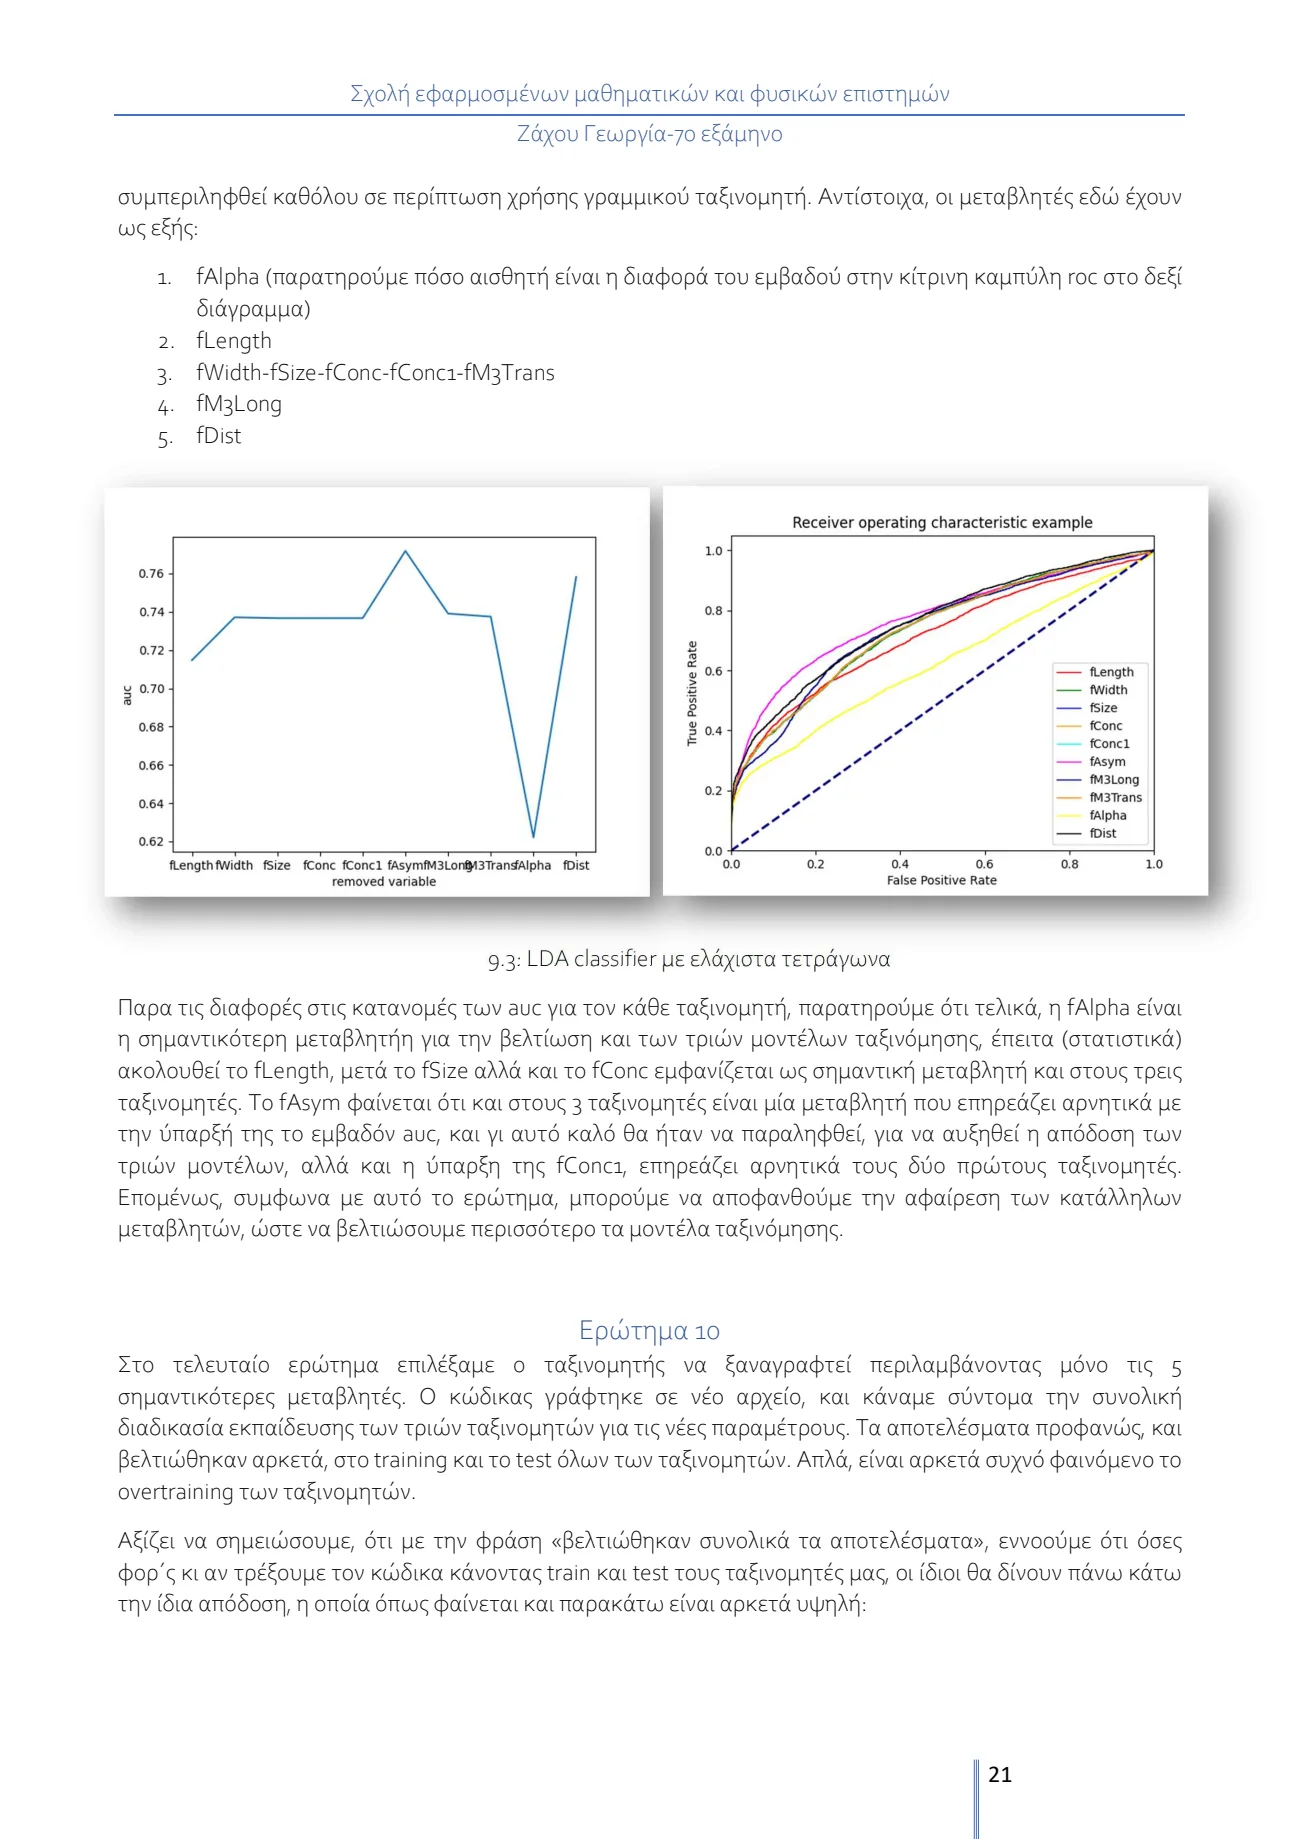 Σχολή εφαρμοσμένων μαθηματικών και φυσικών επιστημών
Ζάχου Γεωργία-7ο εξάμηνο
συμπεριληφθεί καθόλου σε περίπτωση χρήσης γραμμικού ταξινομητή. Αντίστοιχα, οι μεταβλητές εδώ έχουν
ως εξής:
1. fAlpha (παρατηρούμε πόσο αισθητή είναι η διαφορά του εμβαδού στην κίτρινη καμπύλη roc στο δεξί
διάγραμμα)
2. fLength
3. fWidth-fSize-fConc-fConc1-fM3Trans
4. fM3Long
5. fDist
0.76
0.74
0.72
0.70
0.68
0.66
0.64
0.62
auc
fLength fWidth fSize fConc fConc1 fAsym fM3Long fM3Trans fAlpha fDist
removed variable
Receiver operating characteristic example
1.0
0.8
0.6
0.4
0.2
0.0
True Positive Rate
fLength
fWidth
fSize
fConc
fConc1
fAsym
fM3Long
fM3Trans
fAlpha
fDist
0.0 0.2 0.4 0.6 0.8 1.0
False Positive Rate
9.3: LDA classifier με ελάχιστα τετράγωνα
Παρα τις διαφορές στις κατανομές των auc για τον κάθε ταξινομητή, παρατηρούμε ότι τελικά, η fAlpha είναι
η σημαντικότερη μεταβλητήη για την βελτίωση και των τριών μοντέλων ταξινόμησης, έπειτα (στατιστικά)
ακολουθεί το fLength, μετά το fSize αλλά και το fConc εμφανίζεται ως σημαντική μεταβλητή και στους τρεις
ταξινομητές. Το fAsym φαίνεται ότι και στους 3 ταξινομητές είναι μία μεταβλητή που επηρεάζει αρνητικά με
την ύπαρξή της το εμβαδόν auc, και γι αυτό καλό θα ήταν να παραληφθεί, για να αυξηθεί η απόδοση των
τριών μοντέλων, αλλά και η ύπαρξη της fConc1, επηρεάζει αρνητικά τους δύο πρώτους ταξινομητές.
Επομένως, συμφωνα με αυτό το ερώτημα, μπορούμε να αποφανθούμε την αφαίρεση των κατάλληλων
μεταβλητών, ώστε να βελτιώσουμε περισσότερο τα μοντέλα ταξινόμησης.
Ερώτημα 10
Στο τελευταίο ερώτημα επιλέξαμε ο ταξινομητής να ξαναγραφτεί περιλαμβάνοντας μόνο τις 5
σημαντικότερες μεταβλητές. Ο κώδικας γράφτηκε σε νέο αρχείο, και κάναμε σύντομα την συνολική
διαδικασία εκπαίδευσης των τριών ταξινομητών για τις νέες παραμέτρους. Τα αποτελέσματα προφανώς, και
βελτιώθηκαν αρκετά, στο training και το test όλων των ταξινομητών. Απλά, είναι αρκετά συχνό φαινόμενο το
overtraining των ταξινομητών.
Αξίζει να σημειώσουμε, ότι με την φράση «βελτιώθηκαν συνολικά τα αποτελέσματα», εννοούμε ότι όσες
φορ΄ς κι αν τρέξουμε τον κώδικα κάνοντας train και test τους ταξινομητές μας, οι ίδιοι θα δίνουν πάνω κάτω
την ίδια απόδοση, η οποία όπως φαίνεται και παρακάτω είναι αρκετά υψηλή:
21